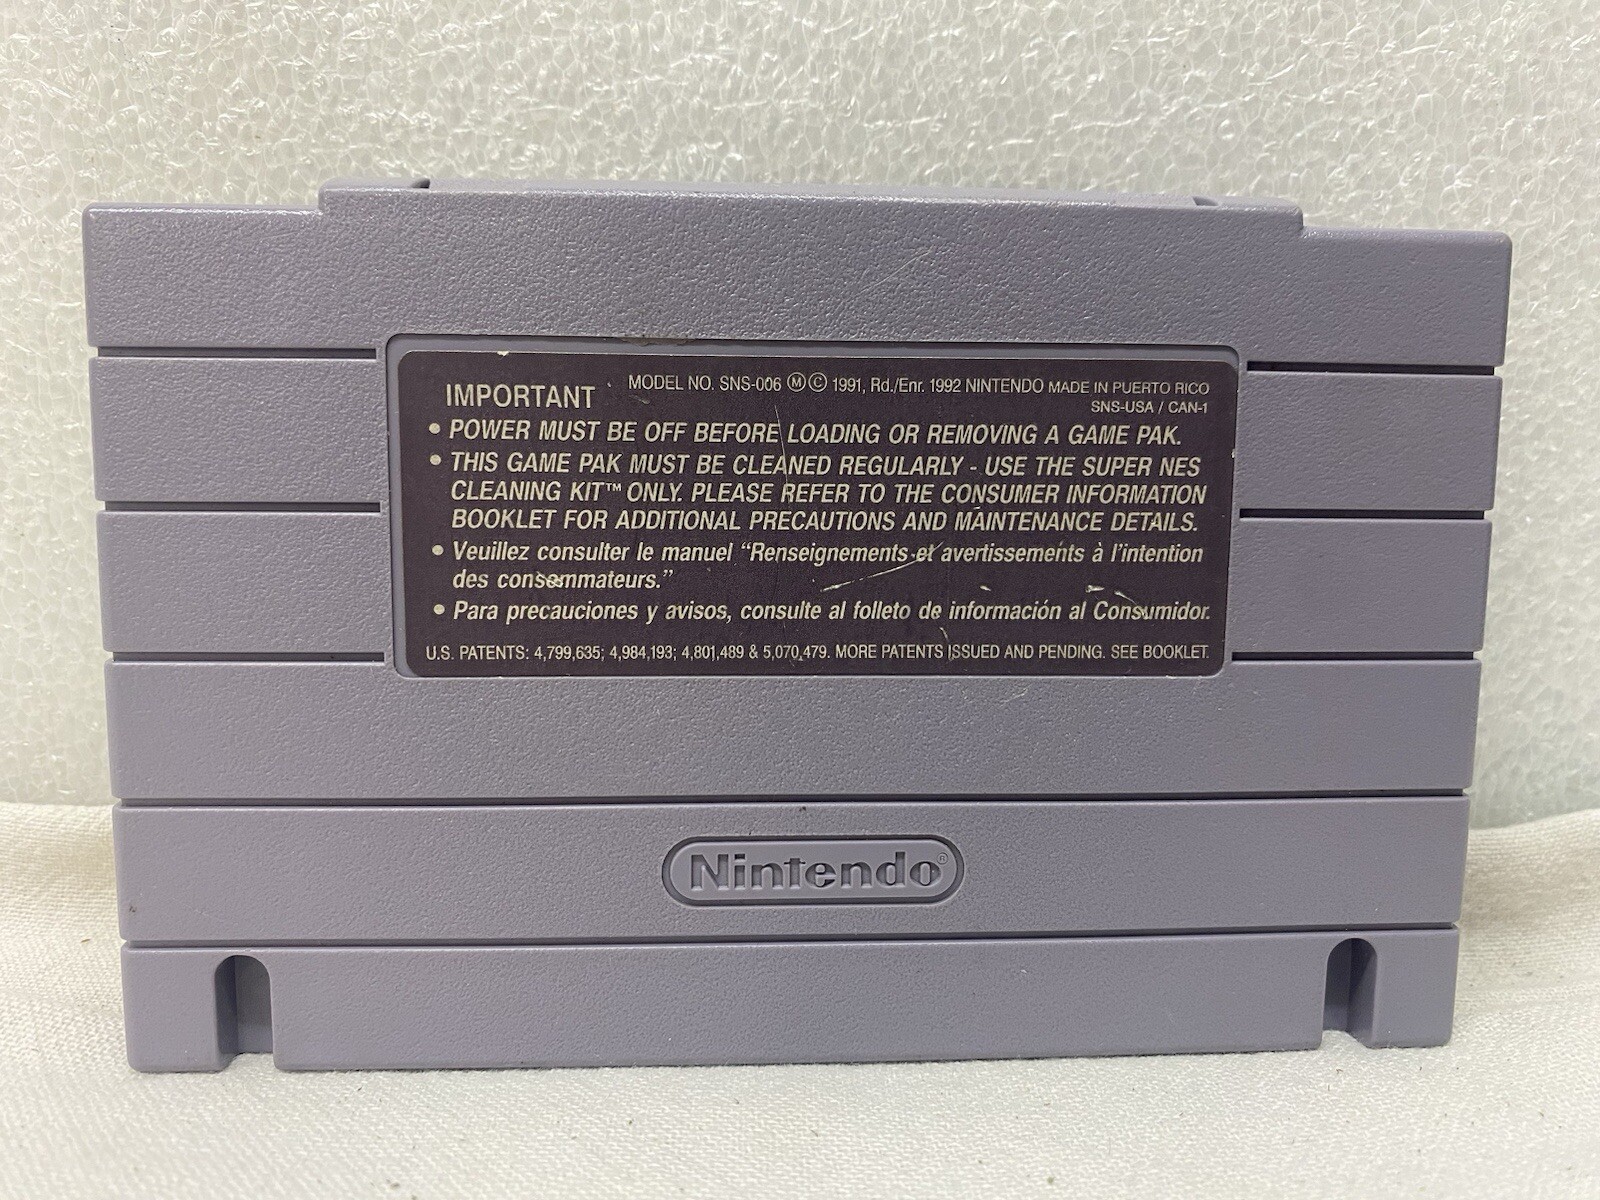 IMPORTANT
MODEL NO. SNS-006 ⓂⒸ 1991, Rd./Enr. 1992 NINTENDO MADE IN PUERTO RICO
SNS-USA / CAN-1
• POWER MUST BE OFF BEFORE LOADING OR REMOVING A GAME PAK.
• THIS GAME PAK MUST BE CLEANED REGULARLY - USE THE SUPER NES
CLEANING KIT™ ONLY. PLEASE REFER TO THE CONSUMER INFORMATION
BOOKLET FOR ADDITIONAL PRECAUTIONS AND MAINTENANCE DETAILS.
• Veuillez consulter le manuel “Renseignements et avertissements à l'intention
des consommateurs.”
• Para precauciones y avisos, consulte al folleto de información al Consumidor.
U.S. PATENTS: 4,799,635; 4,984,193; 4,801,489 & 5,070,479. MORE PATENTS ISSUED AND PENDING. SEE BOOKLET.
Nintendo®